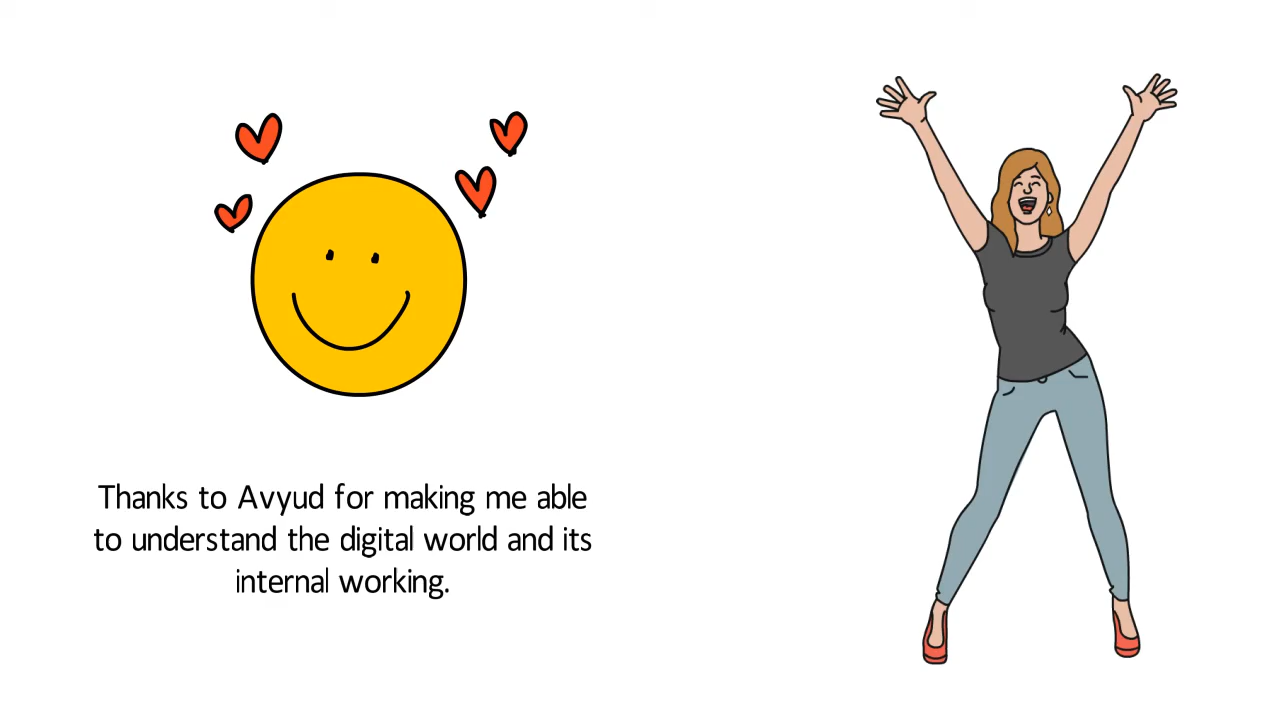 Thanks to Avyud for making me able
to understand the digital world and its
internal working.